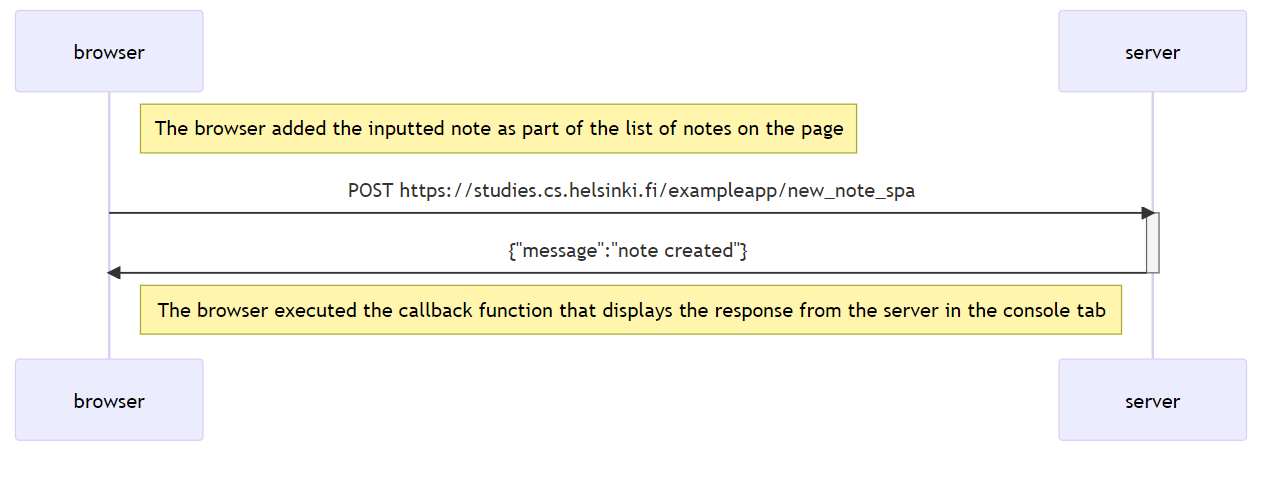 browser
server
The browser added the inputted note as part of the list of notes on the page
POST https://studies.cs.helsinki.fi/exampleapp/new_note_spa
{"message":"note created"}
The browser executed the callback function that displays the response from the server in the console tab
browser
server